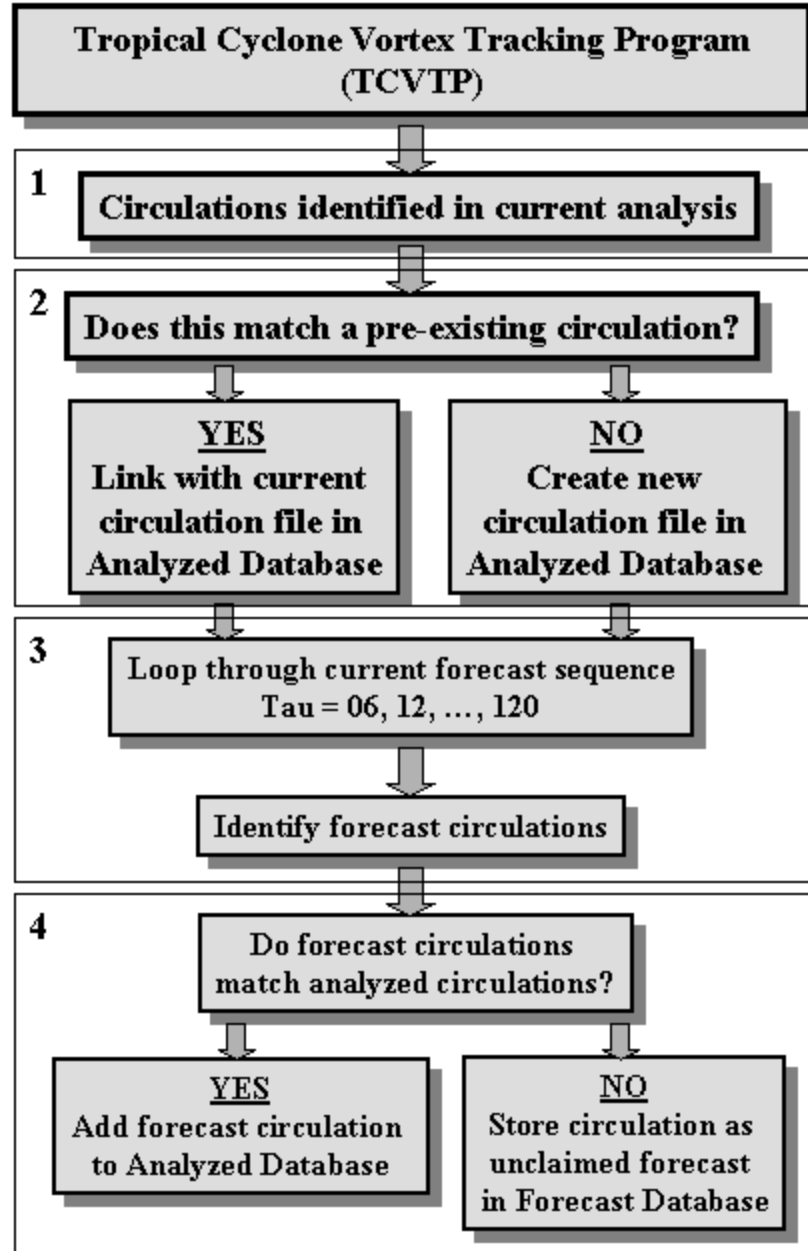 Tropical Cyclone Vortex Tracking Program
(TCVTP)
1
Circulations identified in current analysis
2
Does this match a pre-existing circulation?
YES
Link with current
circulation file in
Analyzed Database
NO
Create new
circulation file in
Analyzed Database
3
Loop through current forecast sequence
Tau = 06, 12, ..., 120
Identify forecast circulations
4
Do forecast circulations
match analyzed circulations?
YES
Add forecast circulation
to Analyzed Database
NO
Store circulation as
unclaimed forecast
in Forecast Database